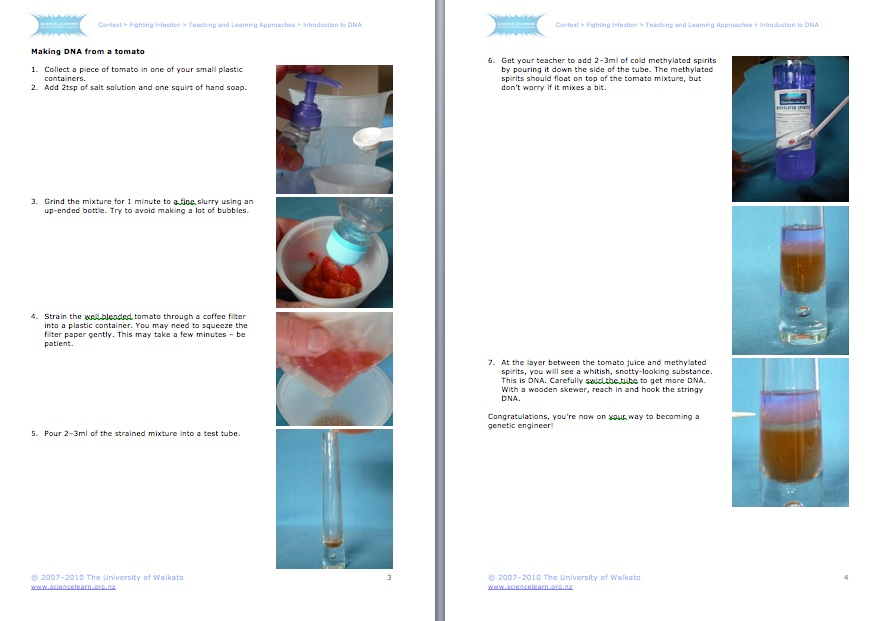 SCIENCE LEARNING
Context > Fighting Infection > Teaching and Learning Approaches > Introduction to DNA
Making DNA from a tomato
1. Collect a piece of tomato in one of your small plastic
containers.
2. Add 2tsp of salt solution and one squirt of hand soap.
3. Grind the mixture for 1 minute to a fine slurry using an
up-ended bottle. Try to avoid making a lot of bubbles.
4. Strain the well blended tomato through a coffee filter
into a plastic container. You may need to squeeze the
filter paper gently. This may take a few minutes – be
patient.
5. Pour 2–3ml of the strained mixture into a test tube.
© 2007–2010 The University of Waikato
www.sciencelearn.org.nz
3
SCIENCE LEARNING
Context > Fighting Infection > Teaching and Learning Approaches > Introduction to DNA
6. Get your teacher to add 2–3ml of cold methylated spirits
by pouring it down the side of the tube. The methylated
spirits should float on top of the tomato mixture, but
don't worry if it mixes a bit.
METHYLATED SPIRITS
7. At the layer between the tomato juice and methylated
spirits, you will see a whitish, snotty-looking substance.
This is DNA. Carefully swirl the tube to get more DNA.
With a wooden skewer, reach in and hook the stringy
DNA.
Congratulations, you're now on your way to becoming a
genetic engineer!
© 2007–2010 The University of Waikato
www.sciencelearn.org.nz
4